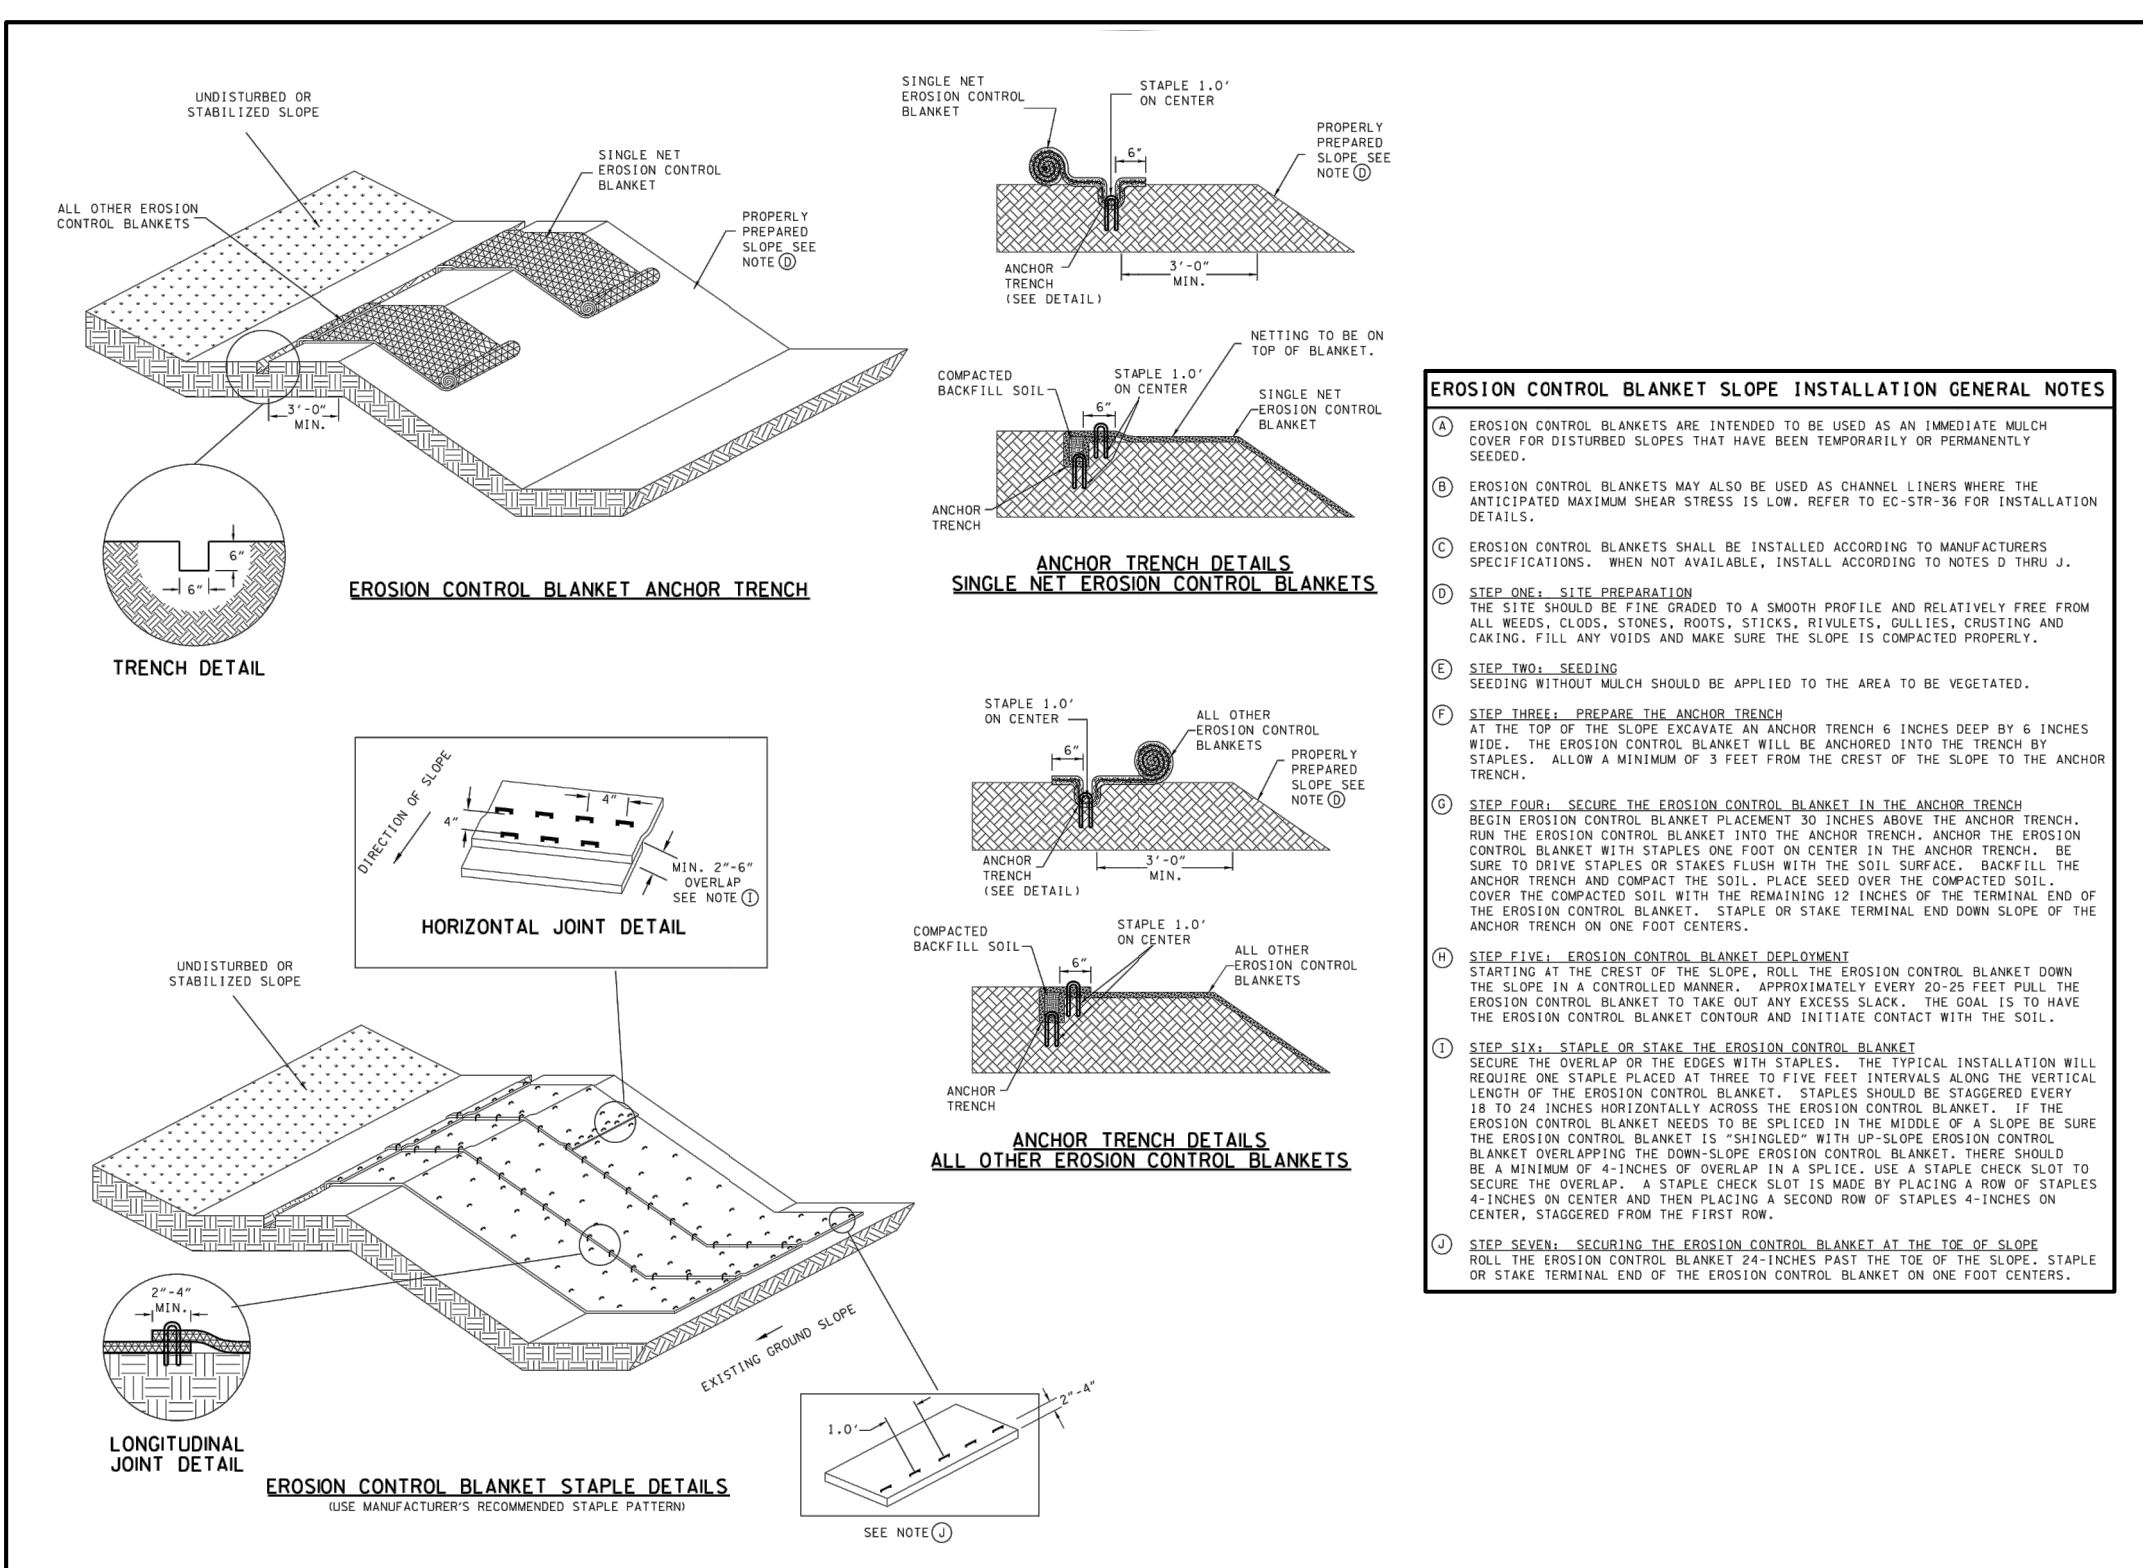 UNDISTURBED OR
STABILIZED SLOPE
SINGLE NET
EROSION CONTROL
BLANKET
ALL OTHER EROSION
CONTROL BLANKETS
PROPERLY
PREPARED
SLOPE SEE
NOTE Ⓓ
3'-0"
MIN.
6"
6"
TRENCH DETAIL
EROSION CONTROL BLANKET ANCHOR TRENCH
SINGLE NET
EROSION CONTROL
BLANKET
STAPLE 1.0'
ON CENTER
6"
PROPERLY
PREPARED
SLOPE SEE
NOTE Ⓓ
ANCHOR
TRENCH
(SEE DETAIL)
3'-0"
MIN.
NETTING TO BE ON
TOP OF BLANKET.
COMPACTED
BACKFILL SOIL
STAPLE 1.0'
ON CENTER
6"
SINGLE NET
EROSION CONTROL
BLANKET
ANCHOR
TRENCH
ANCHOR TRENCH DETAILS
SINGLE NET EROSION CONTROL BLANKETS
DIRECTION OF SLOPE
4"
4"
MIN. 2"-6"
OVERLAP
SEE NOTE Ⓘ
HORIZONTAL JOINT DETAIL
STAPLE 1.0'
ON CENTER
6"
ALL OTHER
EROSION CONTROL
BLANKETS
PROPERLY
PREPARED
SLOPE SEE
NOTE Ⓓ
ANCHOR
TRENCH
(SEE DETAIL)
3'-0"
MIN.
COMPACTED
BACKFILL SOIL
STAPLE 1.0'
ON CENTER
6"
ALL OTHER
EROSION CONTROL
BLANKETS
ANCHOR
TRENCH
ANCHOR TRENCH DETAILS
ALL OTHER EROSION CONTROL BLANKETS
UNDISTURBED OR
STABILIZED SLOPE
2"-4"
MIN.
LONGITUDINAL
JOINT DETAIL
EXISTING GROUND SLOPE
1.0'
2"-4"
SEE NOTE Ⓙ
EROSION CONTROL BLANKET STAPLE DETAILS
(USE MANUFACTURER'S RECOMMENDED STAPLE PATTERN)
EROSION CONTROL BLANKET SLOPE INSTALLATION GENERAL NOTES
Ⓐ EROSION CONTROL BLANKETS ARE INTENDED TO BE USED AS AN IMMEDIATE MULCH
COVER FOR DISTURBED SLOPES THAT HAVE BEEN TEMPORARILY OR PERMANENTLY
SEEDED.
Ⓑ EROSION CONTROL BLANKETS MAY ALSO BE USED AS CHANNEL LINERS WHERE THE
ANTICIPATED MAXIMUM SHEAR STRESS IS LOW. REFER TO EC-STR-36 FOR INSTALLATION
DETAILS.
Ⓒ EROSION CONTROL BLANKETS SHALL BE INSTALLED ACCORDING TO MANUFACTURERS
SPECIFICATIONS. WHEN NOT AVAILABLE, INSTALL ACCORDING TO NOTES D THRU J.
Ⓓ STEP ONE: SITE PREPARATION
THE SITE SHOULD BE FINE GRADED TO A SMOOTH PROFILE AND RELATIVELY FREE FROM
ALL WEEDS, CLODS, STONES, ROOTS, STICKS, RIVULETS, GULLIES, CRUSTING AND
CAKING. FILL ANY VOIDS AND MAKE SURE THE SLOPE IS COMPACTED PROPERLY.
Ⓔ STEP TWO: SEEDING
SEEDING WITHOUT MULCH SHOULD BE APPLIED TO THE AREA TO BE VEGETATED.
Ⓕ STEP THREE: PREPARE THE ANCHOR TRENCH
AT THE TOP OF THE SLOPE EXCAVATE AN ANCHOR TRENCH 6 INCHES DEEP BY 6 INCHES
WIDE. THE EROSION CONTROL BLANKET WILL BE ANCHORED INTO THE TRENCH BY
STAPLES. ALLOW A MINIMUM OF 3 FEET FROM THE CREST OF THE SLOPE TO THE ANCHOR
TRENCH.
Ⓖ STEP FOUR: SECURE THE EROSION CONTROL BLANKET IN THE ANCHOR TRENCH
BEGIN EROSION CONTROL BLANKET PLACEMENT 30 INCHES ABOVE THE ANCHOR TRENCH.
RUN THE EROSION CONTROL BLANKET INTO THE ANCHOR TRENCH. ANCHOR THE EROSION
CONTROL BLANKET WITH STAPLES ONE FOOT ON CENTER IN THE ANCHOR TRENCH. BE
SURE TO DRIVE STAPLES OR STAKES FLUSH WITH THE SOIL SURFACE. BACKFILL THE
ANCHOR TRENCH AND COMPACT THE SOIL. PLACE SEED OVER THE COMPACTED SOIL.
COVER THE COMPACTED SOIL WITH THE REMAINING 12 INCHES OF THE TERMINAL END OF
THE EROSION CONTROL BLANKET. STAPLE OR STAKE TERMINAL END DOWN SLOPE OF THE
ANCHOR TRENCH ON ONE FOOT CENTERS.
Ⓗ STEP FIVE: EROSION CONTROL BLANKET DEPLOYMENT
STARTING AT THE CREST OF THE SLOPE, ROLL THE EROSION CONTROL BLANKET DOWN
THE SLOPE IN A CONTROLLED MANNER. APPROXIMATELY EVERY 20-25 FEET PULL THE
EROSION CONTROL BLANKET TO TAKE OUT ANY EXCESS SLACK. THE GOAL IS TO HAVE
THE EROSION CONTROL BLANKET CONTOUR AND INITIATE CONTACT WITH THE SOIL.
Ⓘ STEP SIX: STAPLE OR STAKE THE EROSION CONTROL BLANKET
SECURE THE OVERLAP OR THE EDGES WITH STAPLES. THE TYPICAL INSTALLATION WILL
REQUIRE ONE STAPLE PLACED AT THREE TO FIVE FEET INTERVALS ALONG THE VERTICAL
LENGTH OF THE EROSION CONTROL BLANKET. STAPLES SHOULD BE STAGGERED EVERY
18 TO 24 INCHES HORIZONTALLY ACROSS THE EROSION CONTROL BLANKET. IF THE
EROSION CONTROL BLANKET NEEDS TO BE SPLICED IN THE MIDDLE OF A SLOPE BE SURE
THE EROSION CONTROL BLANKET IS "SHINGLED" WITH UP-SLOPE EROSION CONTROL
BLANKET OVERLAPPING THE DOWN-SLOPE EROSION CONTROL BLANKET. THERE SHOULD
BE A MINIMUM OF 4-INCHES OF OVERLAP IN A SPLICE. USE A STAPLE CHECK SLOT TO
SECURE THE OVERLAP. A STAPLE CHECK SLOT IS MADE BY PLACING A ROW OF STAPLES
4-INCHES ON CENTER AND THEN PLACING A SECOND ROW OF STAPLES 4-INCHES ON
CENTER, STAGGERED FROM THE FIRST ROW.
Ⓙ STEP SEVEN: SECURING THE EROSION CONTROL BLANKET AT THE TOE OF SLOPE
ROLL THE EROSION CONTROL BLANKET 24-INCHES PAST THE TOE OF THE SLOPE. STAPLE
OR STAKE TERMINAL END OF THE EROSION CONTROL BLANKET ON ONE FOOT CENTERS.